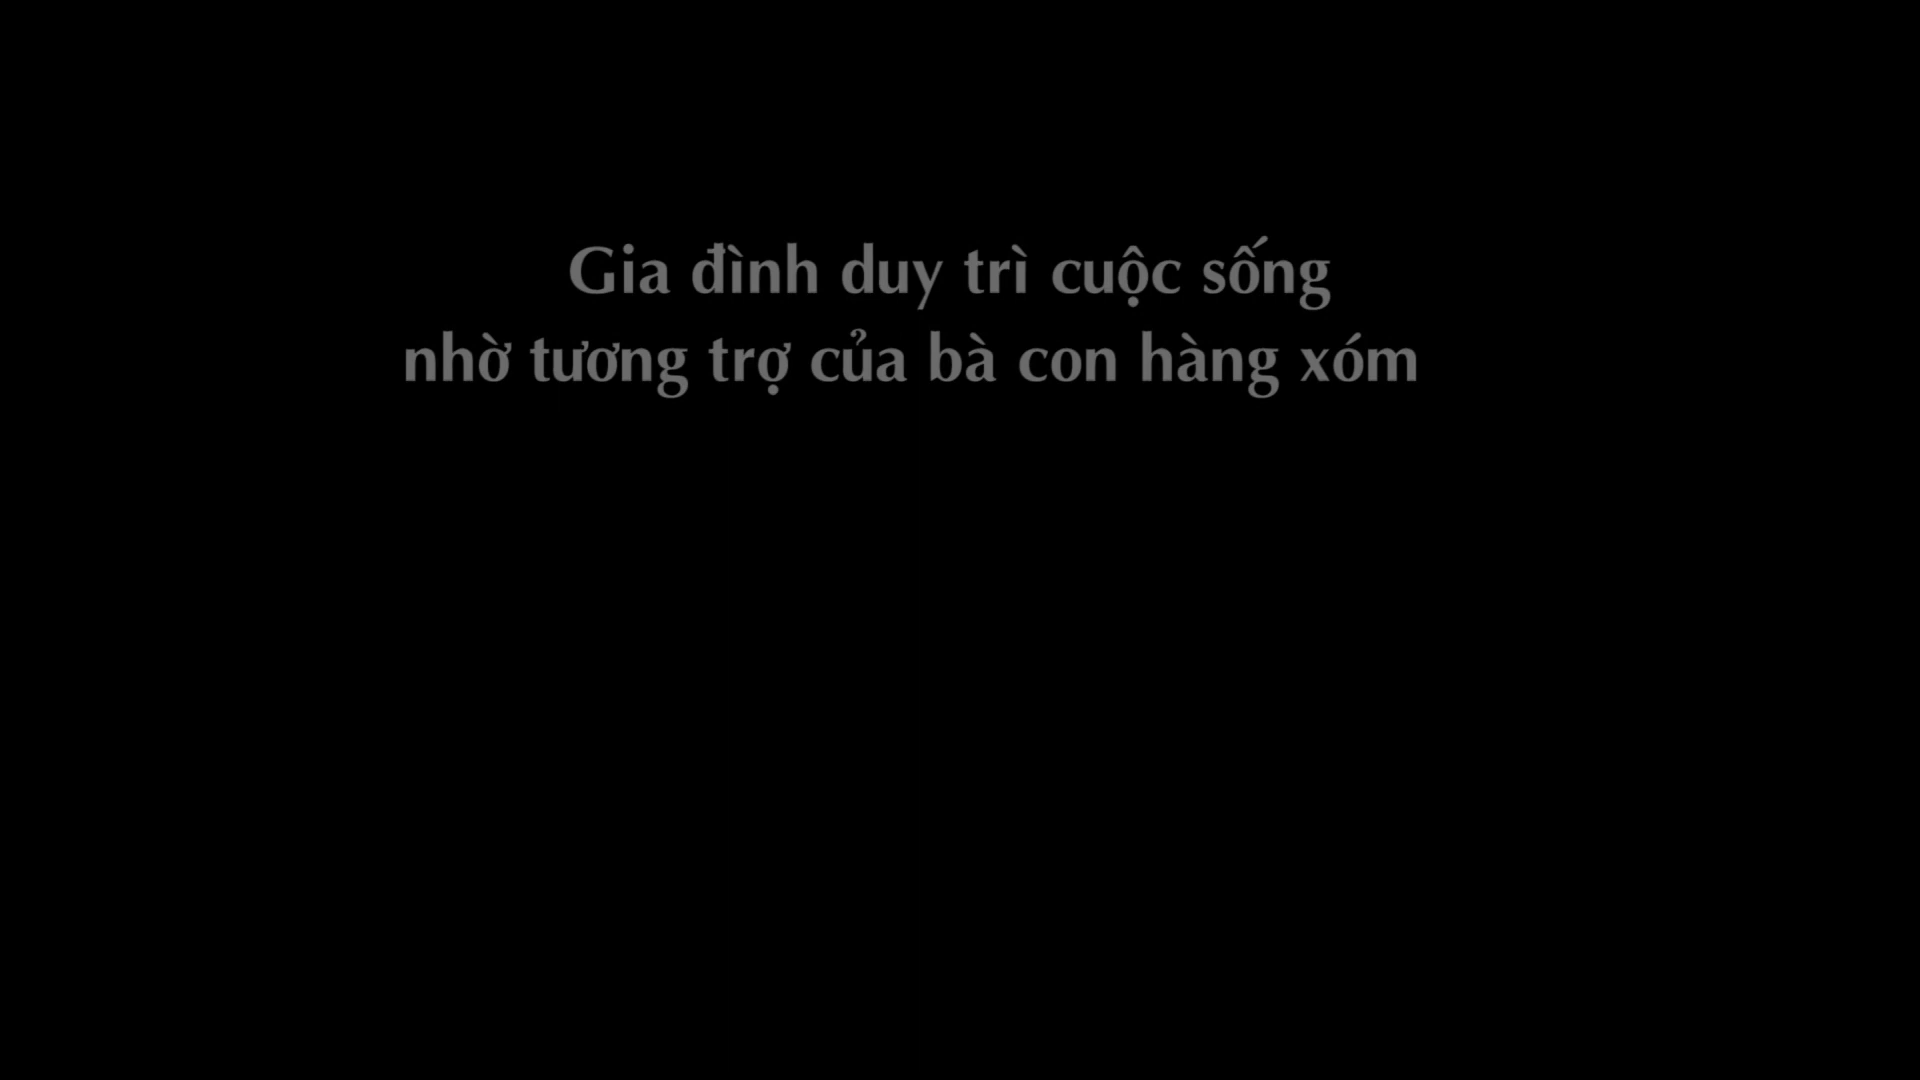 Gia đình duy trì cuộc sống
nhờ tương trợ của bà con hàng xóm